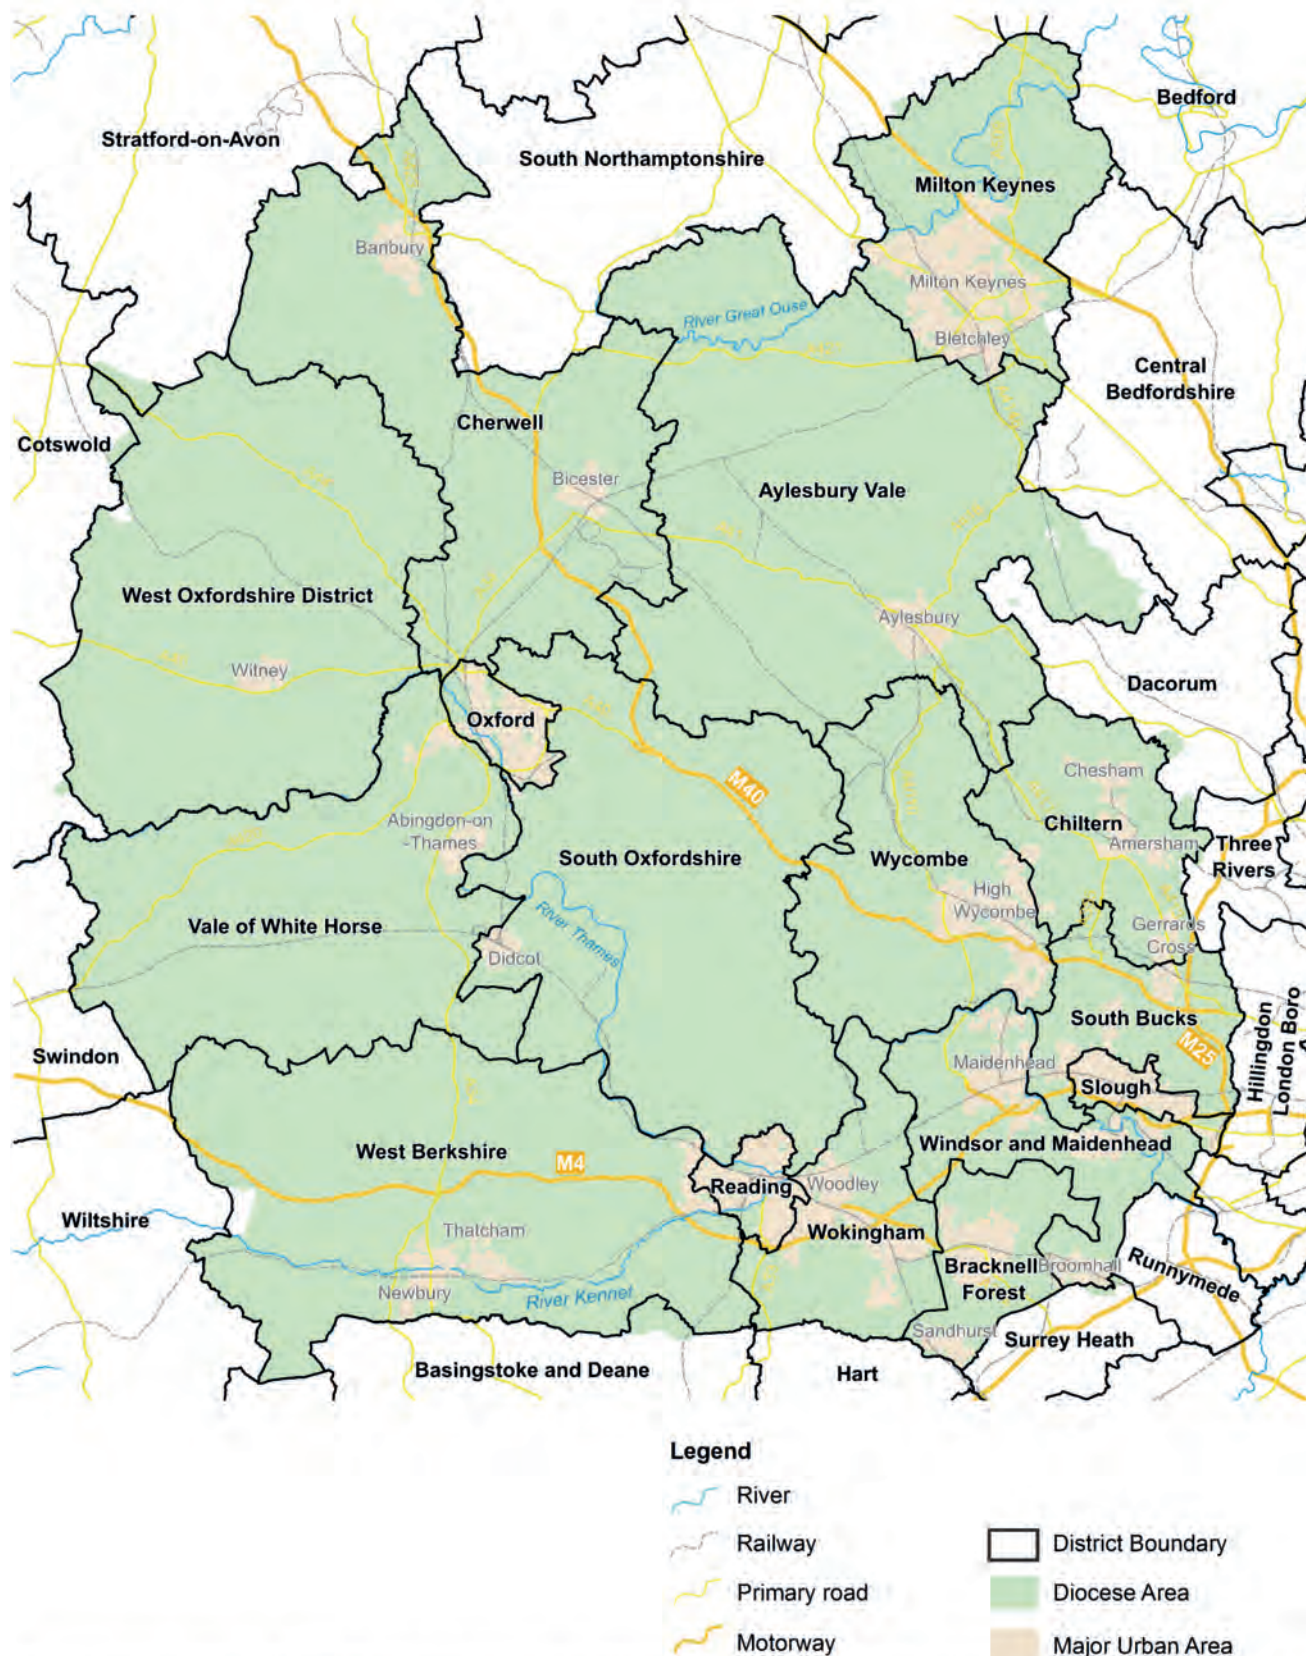 Bedford
Stratford-on-Avon
South Northamptonshire
Milton Keynes
Banbury
Milton Keynes
River Great Ouse
Bletchley
Central
Bedfordshire
Cherwell
Cotswold
Bicester
Aylesbury Vale
West Oxfordshire District
Aylesbury
Witney
Dacorum
Oxford
A40
Chesham
M40
Abingdon-on
-Thames
Chiltern
Amersham
Three
Rivers
South Oxfordshire
Wycombe
High
Wycombe
River Thames
Vale of White Horse
Gerrards
Cross
Didcot
South Bucks
Hillingdon
London Boro
M25
Swindon
Maidenhead
Slough
West Berkshire
M4
Windsor and Maidenhead
Reading
Woodley
Wiltshire
Thatcham
Wokingham
Bracknell
Forest
Broomhall
Runnymede
Newbury
River Kennet
Sandhurst
Surrey Heath
Basingstoke and Deane
Hart
Legend
River
Railway
Primary road
Motorway
District Boundary
Diocese Area
Major Urban Area